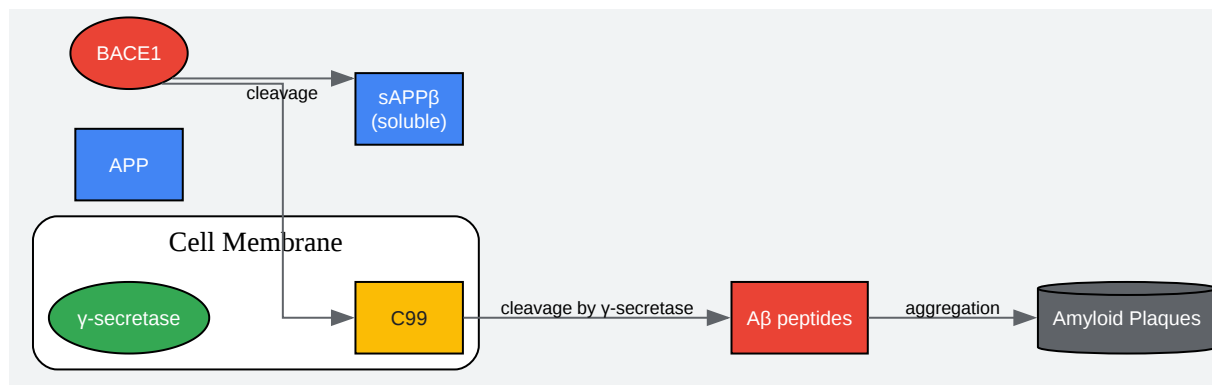 BACE1
cleavage
sAPPβ
(soluble)
APP
Cell Membrane
γ-secretase
C99
cleavage by γ-secretase
Aβ peptides
aggregation
Amyloid Plaques